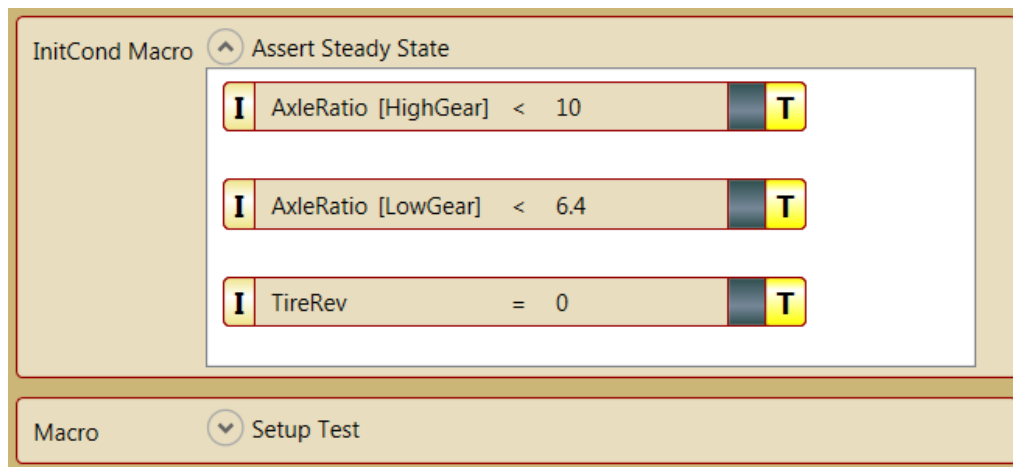 InitCond Macro Assert Steady State
I AxleRatio [HighGear] < 10 T
I AxleRatio [LowGear] < 6.4 T
I TireRev = 0 T
Macro Setup Test